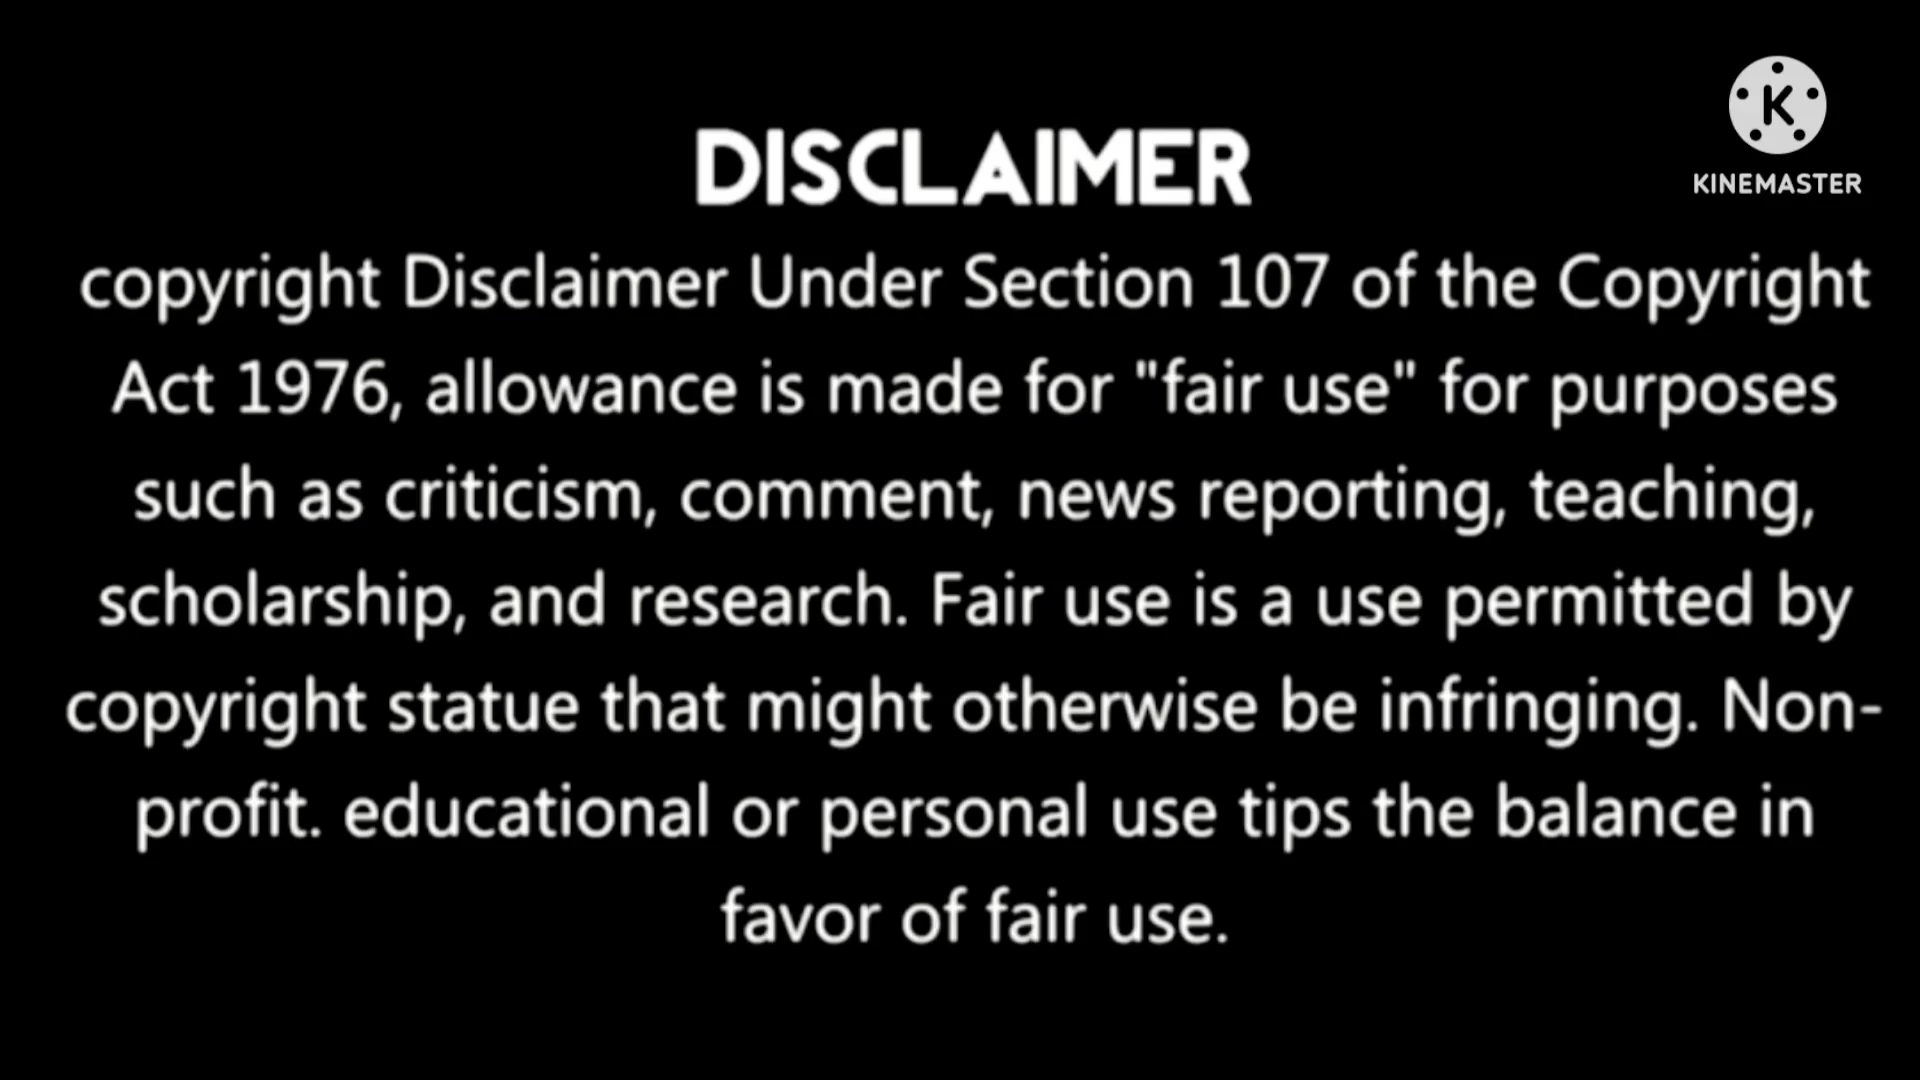 K
KINEMASTER
DISCLAIMER
copyright Disclaimer Under Section 107 of the Copyright
Act 1976, allowance is made for "fair use" for purposes
such as criticism, comment, news reporting, teaching,
scholarship, and research. Fair use is a use permitted by
copyright statue that might otherwise be infringing. Non-
profit. educational or personal use tips the balance in
favor of fair use.